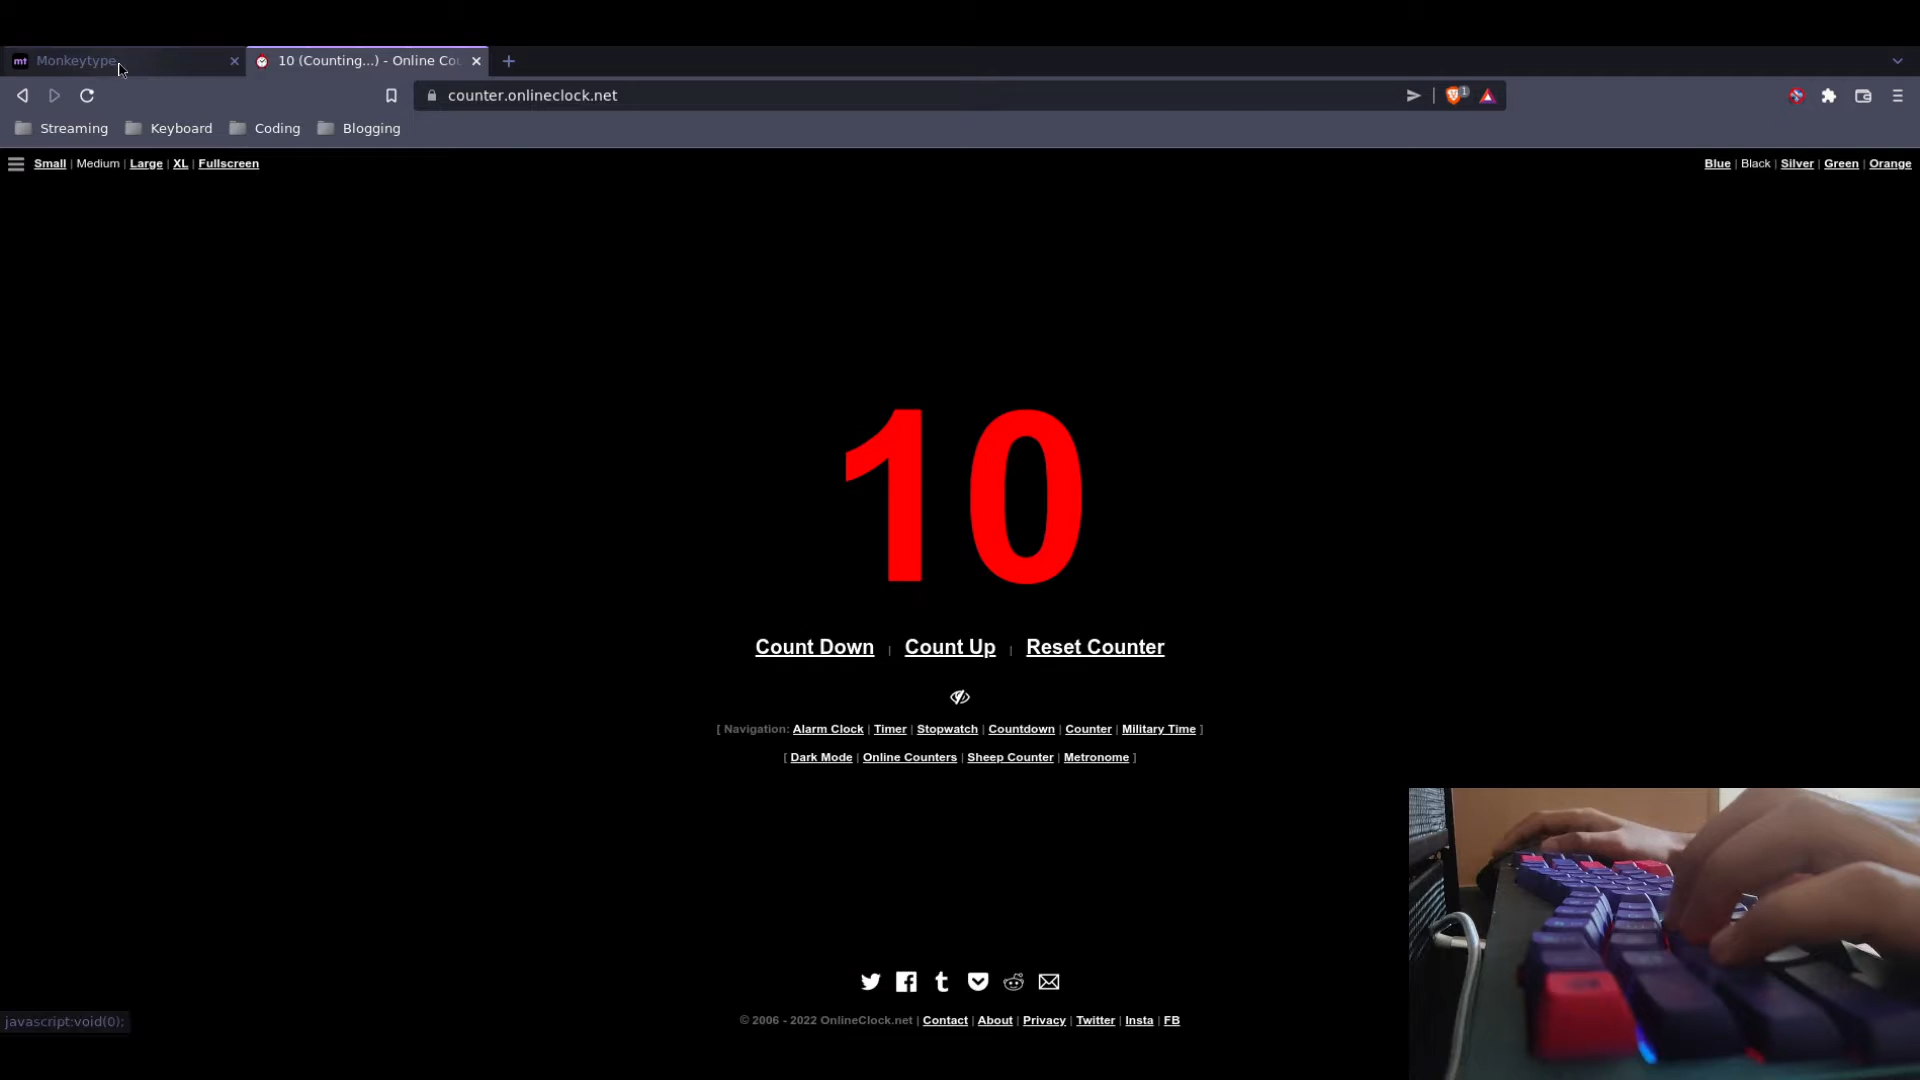 mt Monkeytype
10 (Counting...) - Online Co
counter.onlineclock.net
1
Streaming Keyboard Coding Blogging
Small | Medium | Large | XL | Fullscreen
Blue | Black | Silver | Green | Orange
10
Count Down | Count Up | Reset Counter
[ Navigation: Alarm Clock | Timer | Stopwatch | Countdown | Counter | Military Time ]
[ Dark Mode | Online Counters | Sheep Counter | Metronome ]
javascript:void(0);
© 2006 - 2022 OnlineClock.net | Contact | About | Privacy | Twitter | Insta | FB